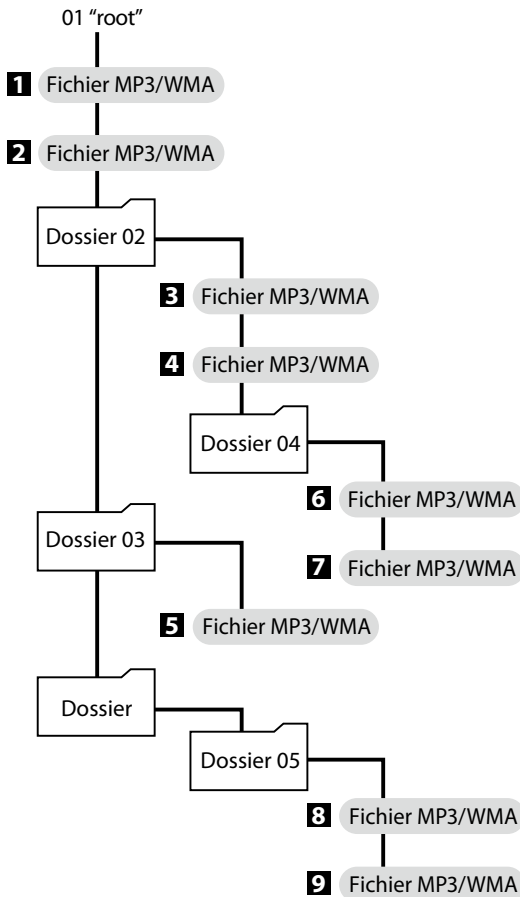 01 “root”
1 Fichier MP3/WMA
2 Fichier MP3/WMA
Dossier 02
3 Fichier MP3/WMA
4 Fichier MP3/WMA
Dossier 04
6 Fichier MP3/WMA
Dossier 03
7 Fichier MP3/WMA
5 Fichier MP3/WMA
Dossier
Dossier 05
8 Fichier MP3/WMA
9 Fichier MP3/WMA